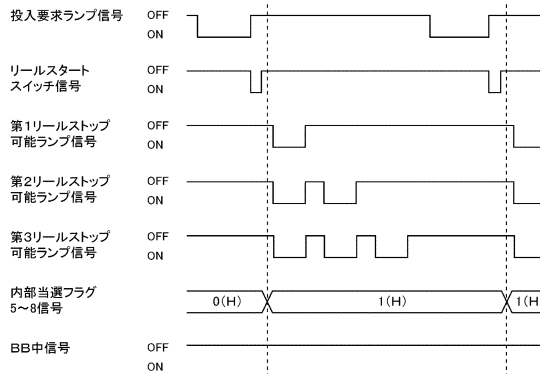 投入要求ランプ信号 OFF
ON
リールスタート OFF
スイッチ信号 ON
第1リールストップ OFF
可能ランプ信号 ON
第2リールストップ OFF
可能ランプ信号 ON
第3リールストップ OFF
可能ランプ信号 ON
内部当選フラグ
5～8信号
0(H) 1(H) 1(H
BB中信号 OFF
ON